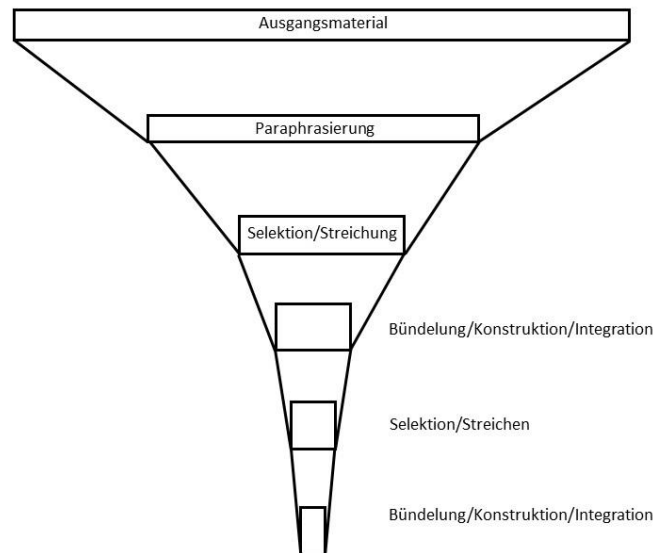 Ausgangsmaterial
Paraphrasierung
Selektion/Streichung
Bündelung/Konstruktion/Integration
Selektion/Streichen
Bündelung/Konstruktion/Integration